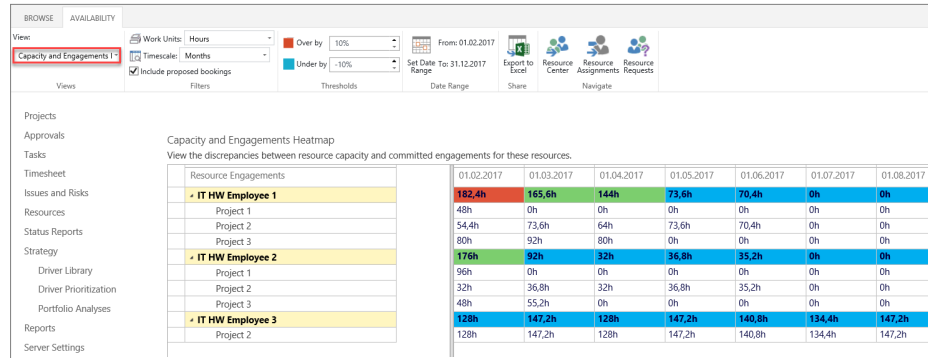 BROWSE AVAILABILITY
View:
Capacity and Engagements
Views
Work Units: Hours
Timescale: Months
Include proposed bookings
Filters
Over by 10%
Under by -10%
Thresholds
From: 01.02.2017
Set Date Range To: 31.12.2017
Date Range
Export to Excel
Share
Resource Center
Resource Assignments
Resource Requests
Navigate
Projects
Approvals
Tasks
Timesheet
Issues and Risks
Resources
Status Reports
Strategy
Driver Library
Driver Prioritization
Portfolio Analyses
Reports
Server Settings
Capacity and Engagements Heatmap
View the discrepancies between resource capacity and committed engagements for these resources.
Resource Engagements 01.02.2017 01.03.2017 01.04.2017 01.05.2017 01.06.2017 01.07.2017 01.08.2017
IT HW Employee 1 182,4h 165,6h 144h 73,6h 70,4h 0h 0h
Project 1 48h 0h 0h 0h 0h 0h 0h
Project 2 54,4h 73,6h 64h 73,6h 70,4h 0h 0h
Project 3 80h 92h 80h 0h 0h 0h 0h
IT HW Employee 2 176h 92h 32h 36,8h 35,2h 0h 0h
Project 1 96h 0h 0h 0h 0h 0h 0h
Project 2 32h 36,8h 32h 36,8h 35,2h 0h 0h
Project 3 48h 55,2h 0h 0h 0h 0h 0h
IT HW Employee 3 128h 147,2h 128h 147,2h 140,8h 134,4h 147,2h
Project 2 128h 147,2h 128h 147,2h 140,8h 134,4h 147,2h